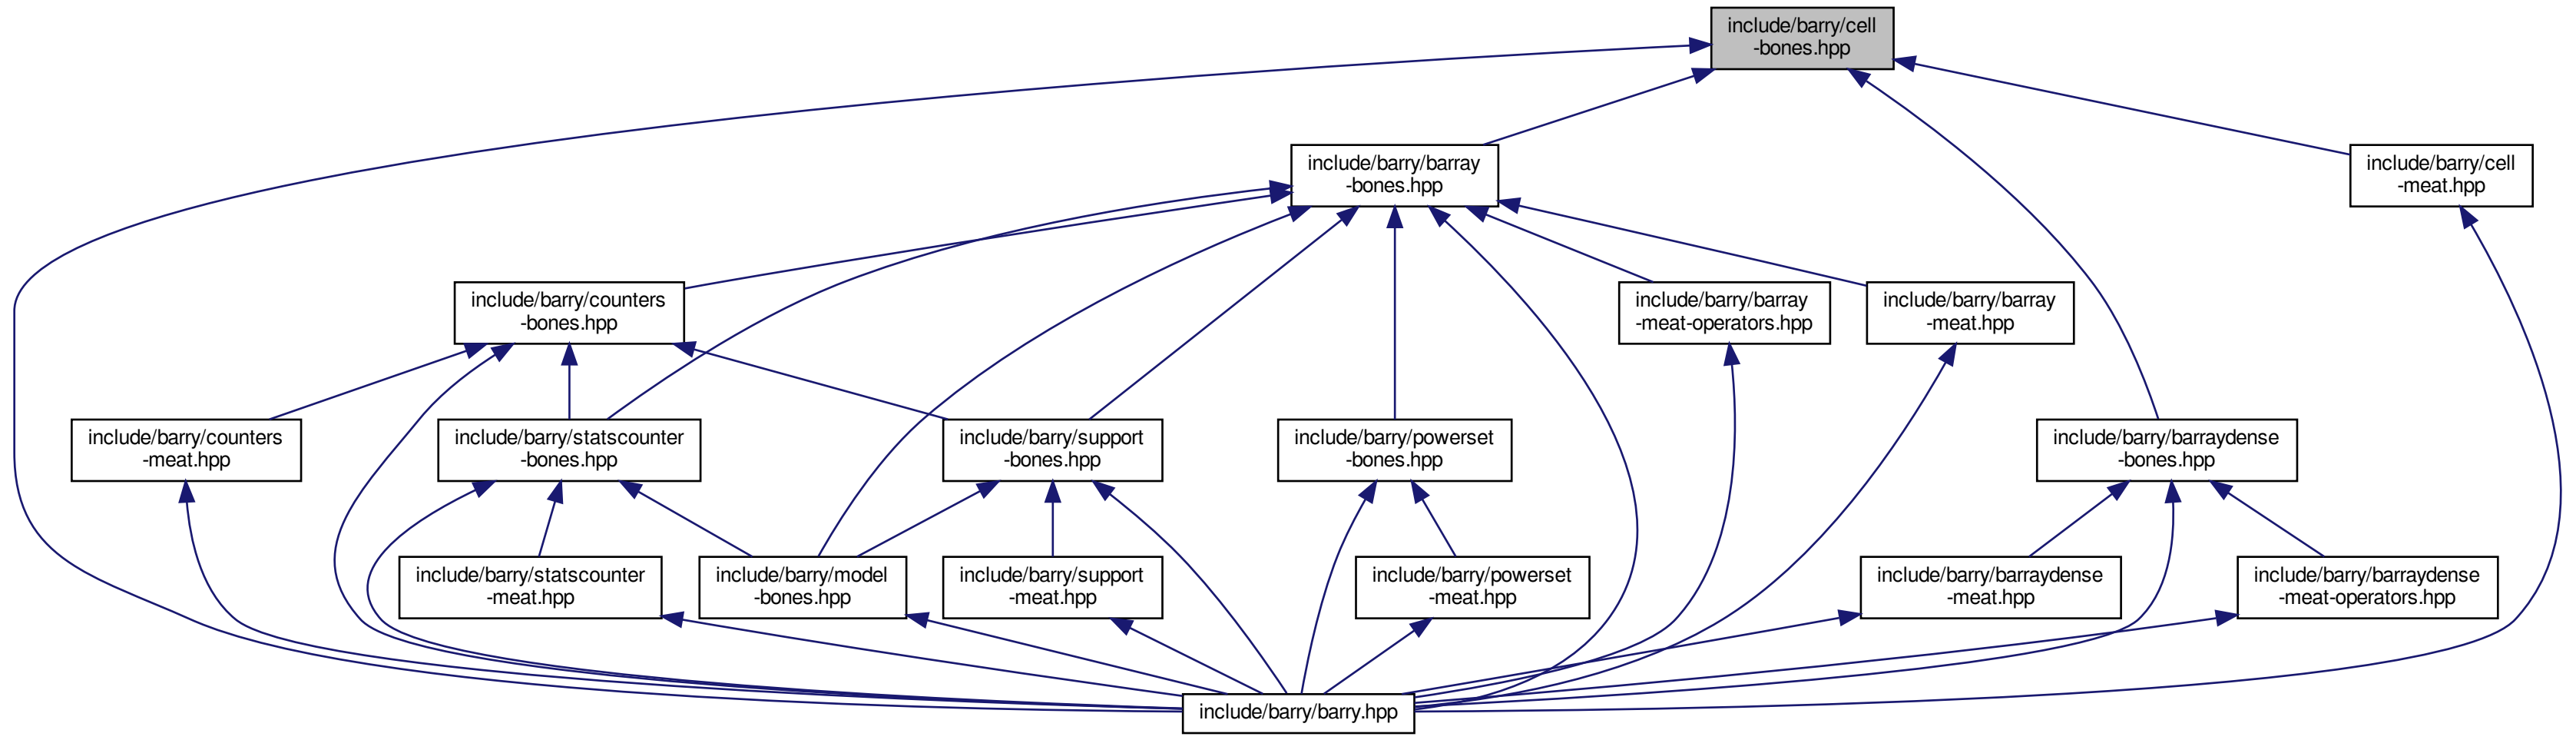 include/barry/cell
-bones.hpp
include/barry/barray
-bones.hpp
include/barry/cell
-meat.hpp
include/barry/counters
-bones.hpp
include/barry/barray
-meat-operators.hpp
include/barry/barray
-meat.hpp
include/barry/counters
-meat.hpp
include/barry/statscounter
-bones.hpp
include/barry/support
-bones.hpp
include/barry/powerset
-bones.hpp
include/barry/barraydense
-bones.hpp
include/barry/statscounter
-meat.hpp
include/barry/model
-bones.hpp
include/barry/support
-meat.hpp
include/barry/powerset
-meat.hpp
include/barry/barraydense
-meat.hpp
include/barry/barraydense
-meat-operators.hpp
include/barry/barry.hpp